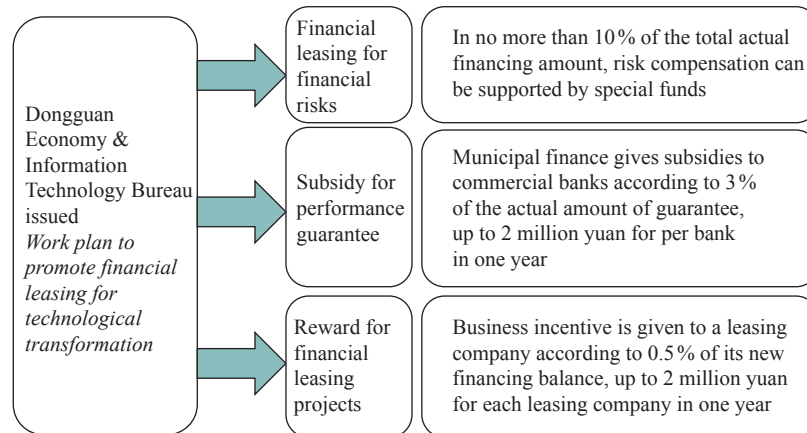 Dongguan
Economy &
Information
Technology Bureau
issued
Work plan to
promote financial
leasing for
technological
transformation
Financial
leasing for
financial
risks
In no more than 10% of the total actual
financing amount, risk compensation can
be supported by special funds
Subsidy for
performance
guarantee
Municipal finance gives subsidies to
commercial banks according to 3%
of the actual amount of guarantee,
up to 2 million yuan for per bank
in one year
Reward for
financial
leasing
projects
Business incentive is given to a leasing
company according to 0.5% of its new
financing balance, up to 2 million yuan
for each leasing company in one year